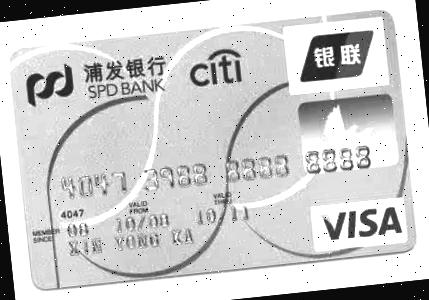 浦发银行
SPD BANK
citi
银联
4047 3988 8888 8888
4047
VALID FROM
VALID THRU
MEMBER SINCE
08 10/08 10 11
XIE YONG KA
VISA